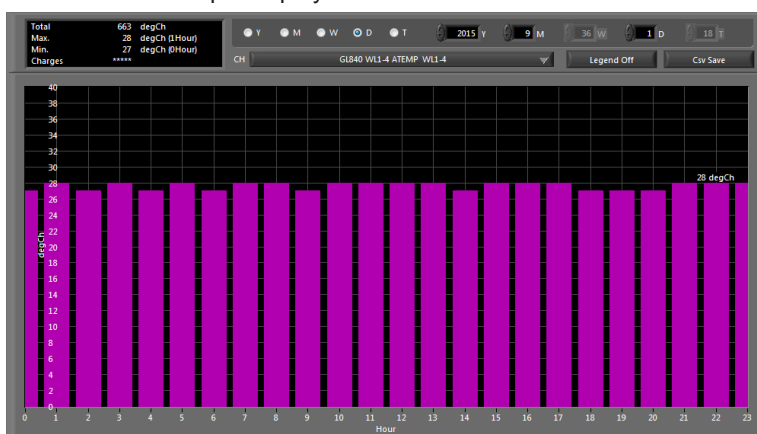 Total 663 degCh
Max. 28 degCh (1Hour)
Min. 27 degCh (0Hour)
Charges *****
Y M W D T 2015 Y 9 M 36 W 1 D 18 T
CH GL840 WL1-4 ATEMP WL1-4 Legend Off Csv Save
40
38
36
34
32
30
28 degCh
28
26
24
22
20
18
16
14
12
10
8
6
4
2
0
degCh
0 1 2 3 4 5 6 7 8 9 10 11 12 13 14 15 16 17 18 19 20 21 22 23
Hour